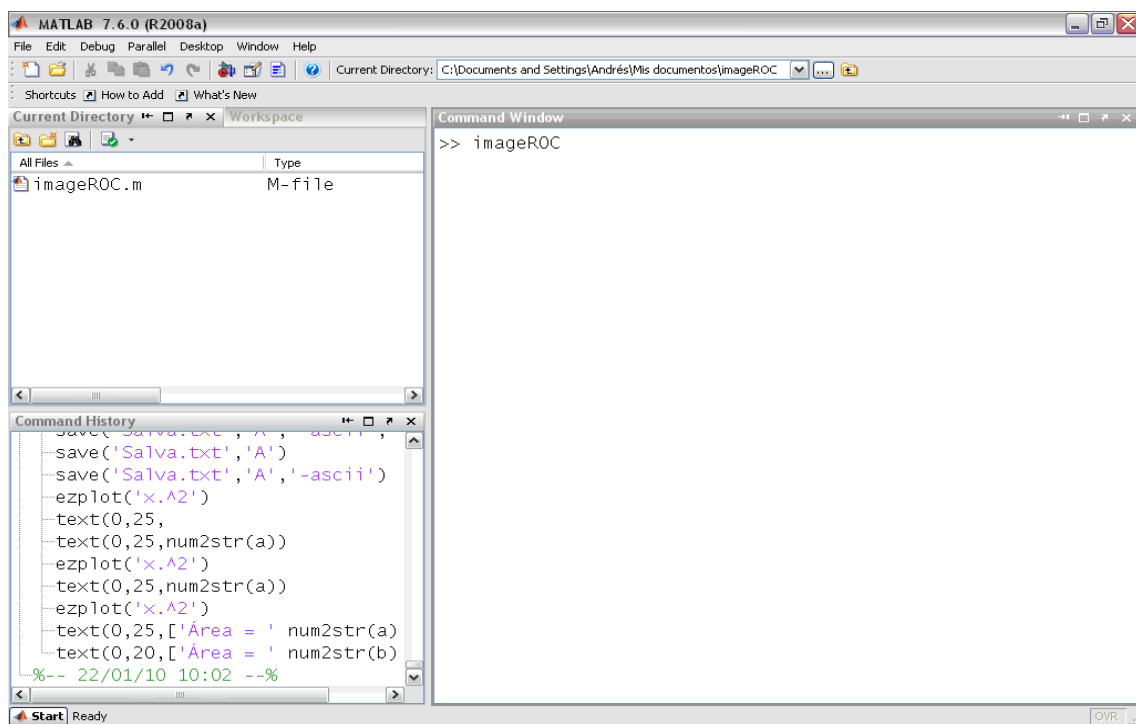 MATLAB 7.6.0 (R2008a)
File Edit Debug Parallel Desktop Window Help
Current Directory: C:\Documents and Settings\Andrés\Mis documentos\imageROC
Shortcuts How to Add What's New
Current Directory Workspace
All Files Type
imageROC.m M-file
Command History
save('Salva.txt','A','-ascii',
save('Salva.txt','A')
save('Salva.txt','A','-ascii')
ezplot('x.^2')
text(0,25,
text(0,25,num2str(a))
ezplot('x.^2')
text(0,25,num2str(a))
ezplot('x.^2')
text(0,25,['Área = ' num2str(a)
text(0,20,['Área = ' num2str(b)
%-- 22/01/10 10:02 --%
Command Window
>> imageROC
Start Ready
OVR